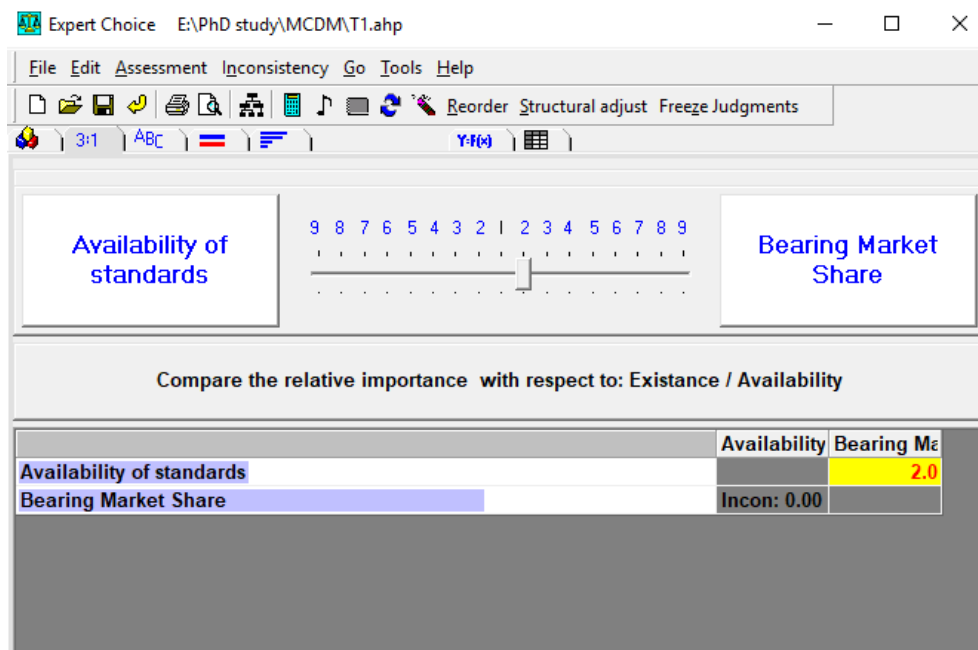 Expert Choice E:\PhD study\MCDM\T1.ahp
File Edit Assessment Inconsistency Go Tools Help
Reorder Structural adjust Freeze Judgments
3:1 ABC Y=F(x)
9 8 7 6 5 4 3 2 1 2 3 4 5 6 7 8 9
Availability of
standards
Bearing Market
Share
Compare the relative importance with respect to: Existance / Availability
Availability Bearing Ma
Availability of standards 2.0
Bearing Market Share Incon: 0.00